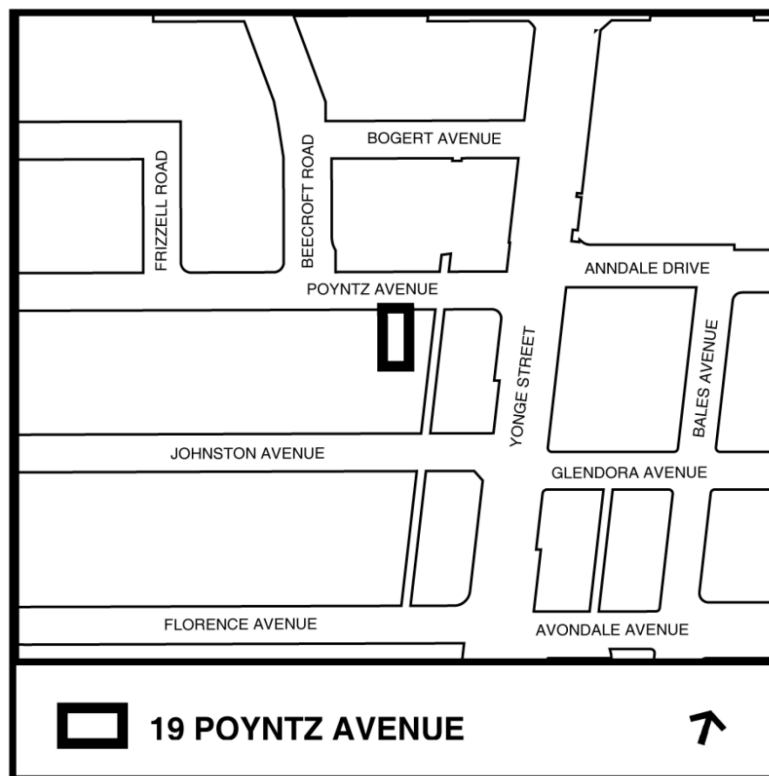 BOGERT AVENUE
FRIZZELL ROAD
BEECROFT ROAD
ANNDALE DRIVE
POYNTZ AVENUE
YONGE STREET
BALES AVENUE
JOHNSTON AVENUE
GLENDORA AVENUE
FLORENCE AVENUE
AVONDALE AVENUE
19 POYNTZ AVENUE